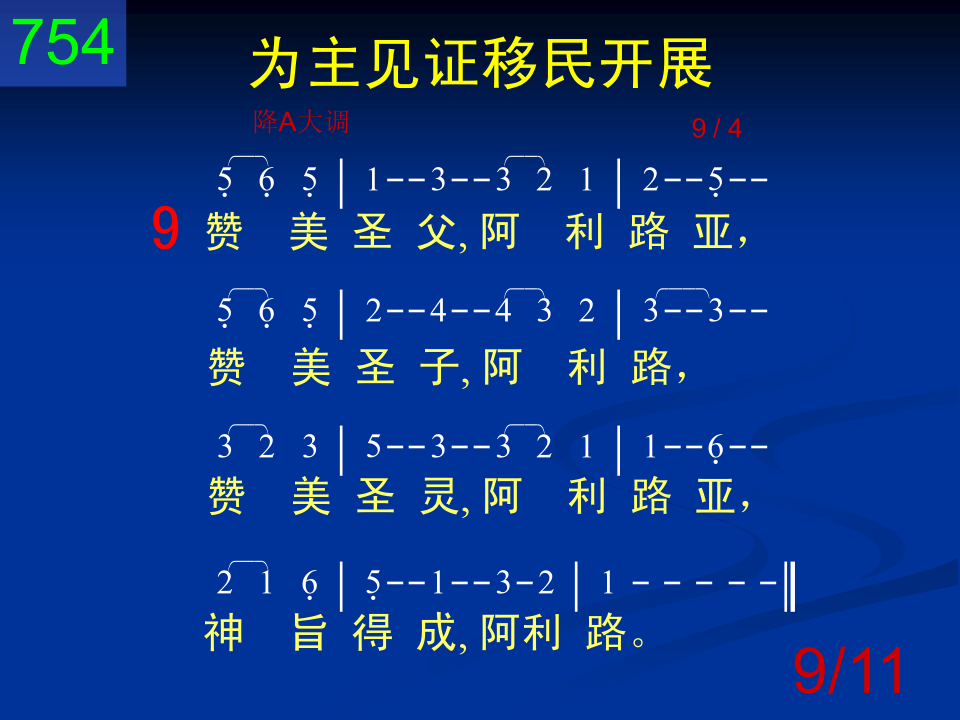 754
为主见证移民开展
降A大调 9 / 4
5̣ 6̣ 5̣ | 1--3--3 2 1 | 2--5̣--
9 赞 美 圣 父, 阿 利 路 亚，
5̣ 6̣ 5̣ | 2--4--4 3 2 | 3--3--
赞 美 圣 子, 阿 利 路，
3 2 3 | 5--3--3 2 1 | 1--6̣--
赞 美 圣 灵, 阿 利 路 亚，
2 1 6̣ | 5̣--1--3-2 | 1 - - - - -‖
神 旨 得 成, 阿利 路。
9/11